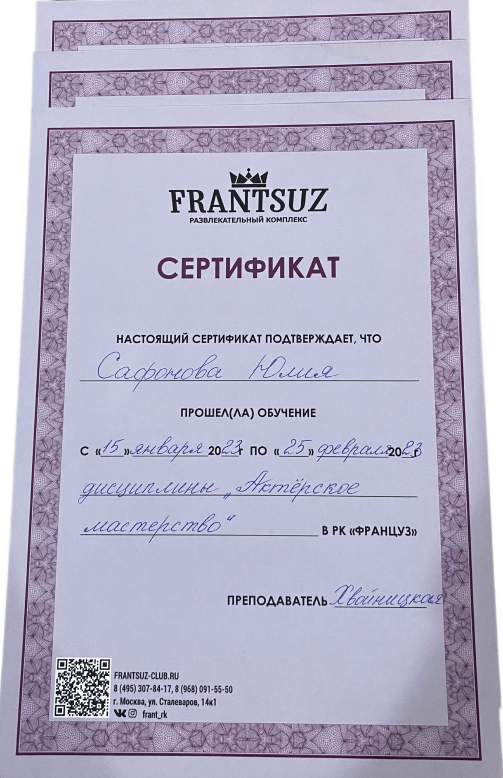 FRANTSUZ
РАЗВЛЕКАТЕЛЬНЫЙ КОМПЛЕКС
СЕРТИФИКАТ
НАСТОЯЩИЙ СЕРТИФИКАТ ПОДТВЕРЖДАЕТ, ЧТО
Сафонова Юлия
ПРОШЕЛ(ЛА) ОБУЧЕНИЕ
С «15» января 2023г ПО «25» февраля 2023г
дисциплины „Актёрское
мастерство“ В РК «ФРАНЦУЗ»
ПРЕПОДАВАТЕЛЬ Хвойницкая
FRANTSUZ-CLUB.RU
8 (495) 307-84-17, 8 (968) 091-55-50
г. Москва, ул. Сталеваров, 14к1
frant_rk